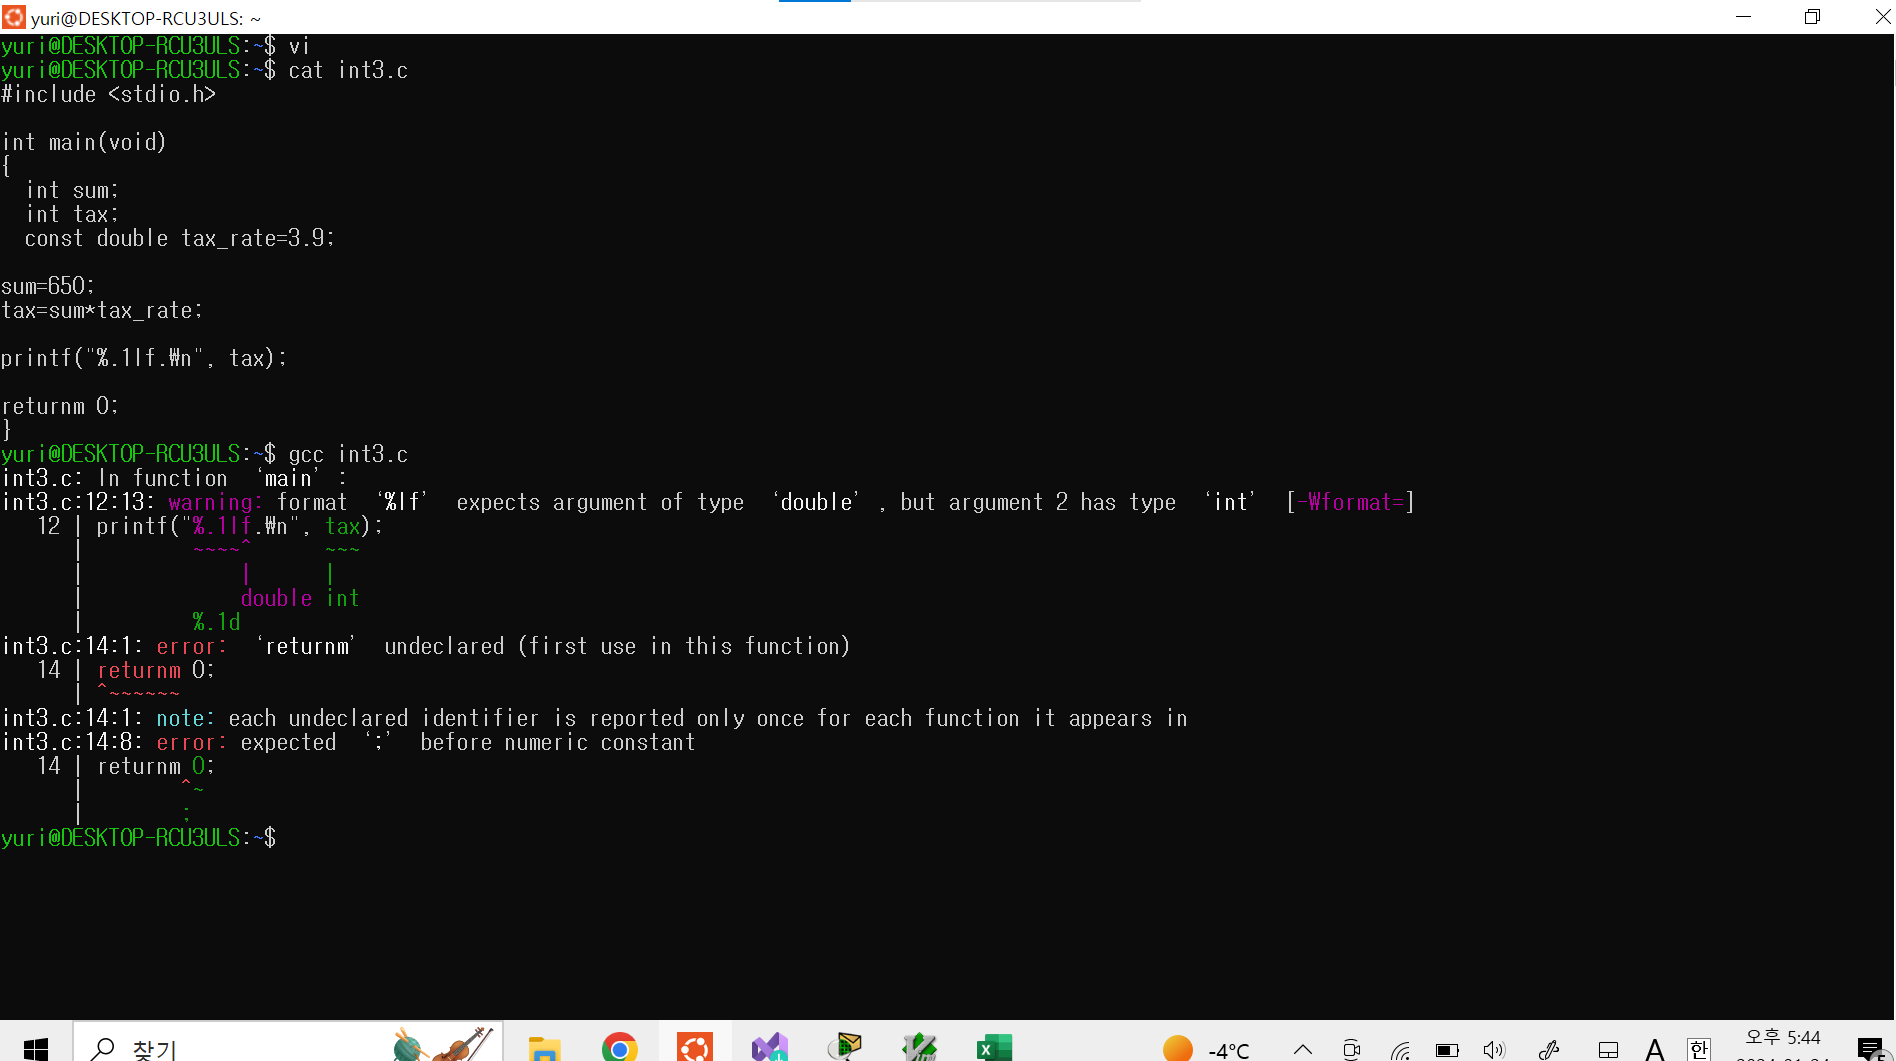 yuri@DESKTOP-RCU3ULS: ~
yuri@DESKTOP-RCU3ULS:~$ vi
yuri@DESKTOP-RCU3ULS:~$ cat int3.c
#include <stdio.h>
int main(void)
{
int sum;
int tax;
const double tax_rate=3.9;
sum=650;
tax=sum*tax_rate;
printf("%.1lf.₩n", tax);
returnm 0;
}
yuri@DESKTOP-RCU3ULS:~$ gcc int3.c
int3.c: In function ‘main’ :
int3.c:12:13: warning: format ‘%lf’ expects argument of type ‘double’ , but argument 2 has type ‘int’ [-Wformat=]
12 | printf("%.1lf.₩n", tax);
| ~~~~^ ~~~
| | |
| double int
| %.1d
int3.c:14:1: error: ‘returnm’ undeclared (first use in this function)
14 | returnm 0;
| ^~~~~~~
int3.c:14:1: note: each undeclared identifier is reported only once for each function it appears in
int3.c:14:8: error: expected ‘;’ before numeric constant
14 | returnm 0;
| ^~
| ;
yuri@DESKTOP-RCU3ULS:~$
찾기
-4°C
A
한
오후 5:44